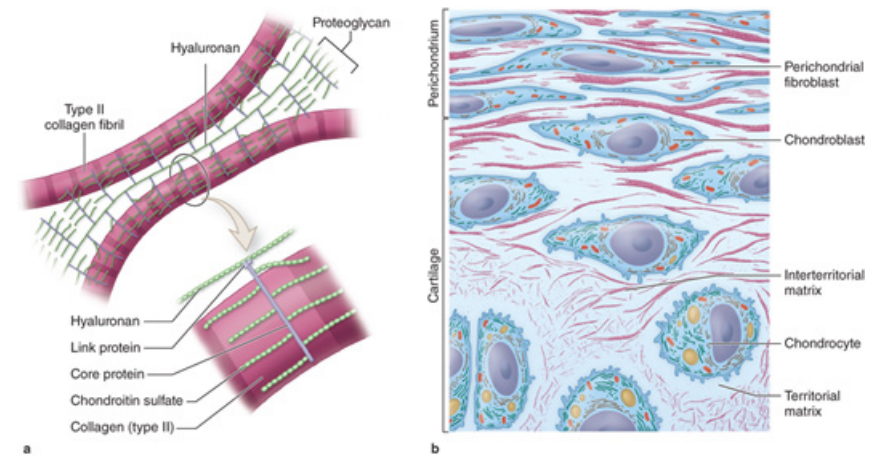 Proteoglycan
Hyaluronan
Type II
collagen fibril
Hyaluronan
Link protein
Core protein
Chondroitin sulfate
Collagen (type II)
a
Perichondrium
Cartilage
Perichondrial
fibroblast
Chondroblast
Interterritorial
matrix
Chondrocyte
Territorial
matrix
b